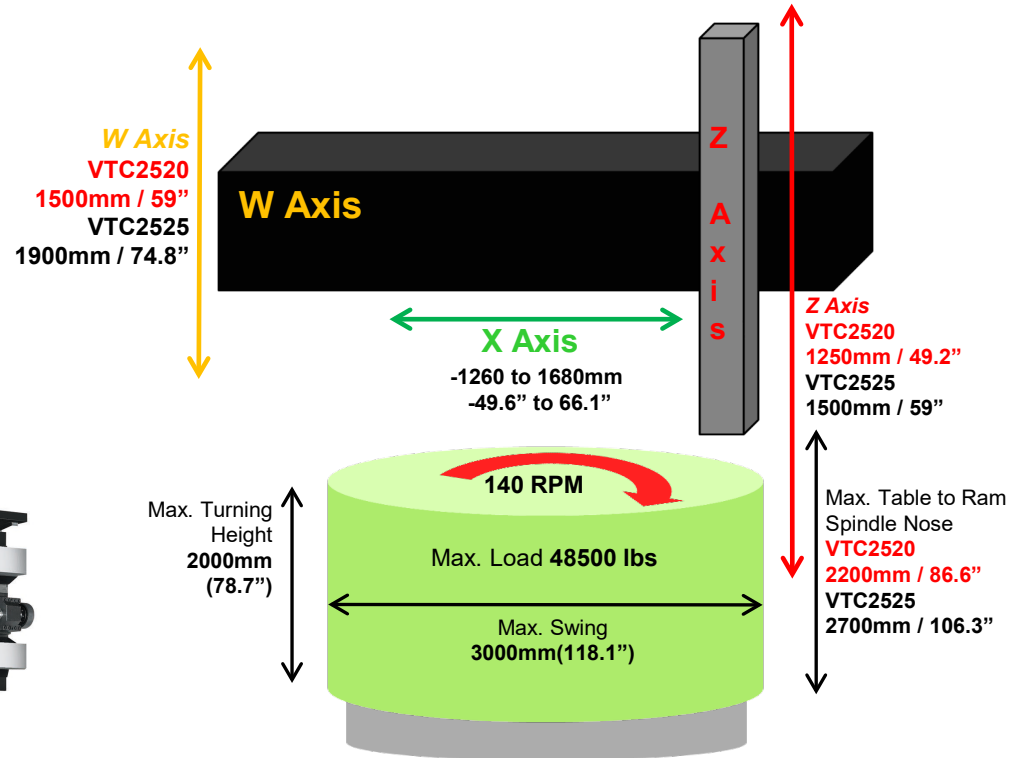 W Axis
VTC2520
1500mm / 59”
VTC2525
1900mm / 74.8”
W Axis
Z
A
x
i
s
X Axis
-1260 to 1680mm
-49.6” to 66.1”
Z Axis
VTC2520
1250mm / 49.2”
VTC2525
1500mm / 59”
140 RPM
Max. Turning
Height
2000mm
(78.7”)
Max. Load 48500 lbs
Max. Swing
3000mm(118.1”)
Max. Table to Ram
Spindle Nose
VTC2520
2200mm / 86.6”
VTC2525
2700mm / 106.3”